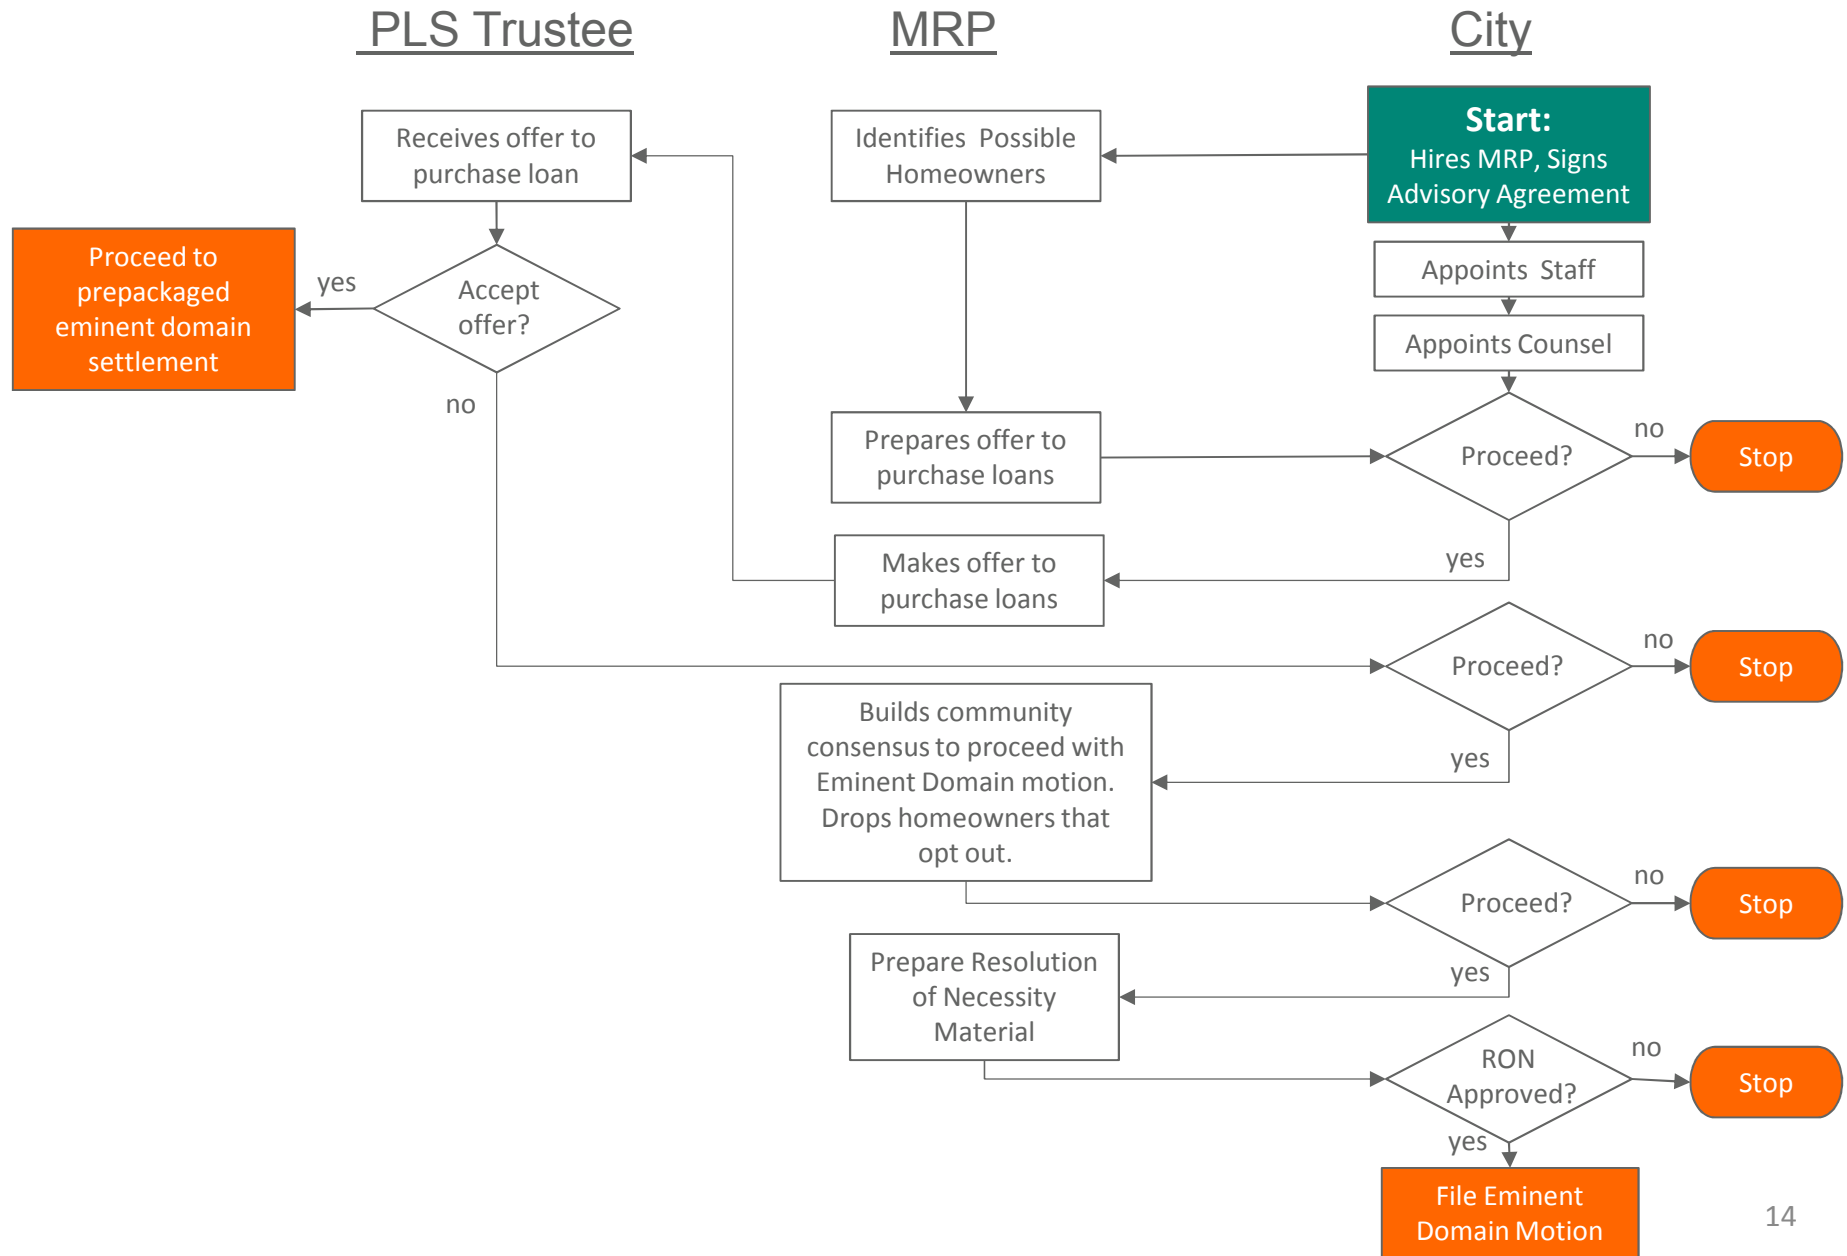 PLS Trustee
MRP
City
Start:
Hires MRP, Signs
Advisory Agreement
Identifies Possible
Homeowners
Receives offer to
purchase loan
Proceed to
prepackaged
eminent domain
settlement
yes
Accept
offer?
no
Appoints Staff
Appoints Counsel
Prepares offer to
purchase loans
Proceed?
no
Stop
yes
Makes offer to
purchase loans
Proceed?
no
Stop
yes
Builds community
consensus to proceed with
Eminent Domain motion.
Drops homeowners that
opt out.
Proceed?
no
Stop
yes
Prepare Resolution
of Necessity
Material
RON
Approved?
no
Stop
yes
File Eminent
Domain Motion
14